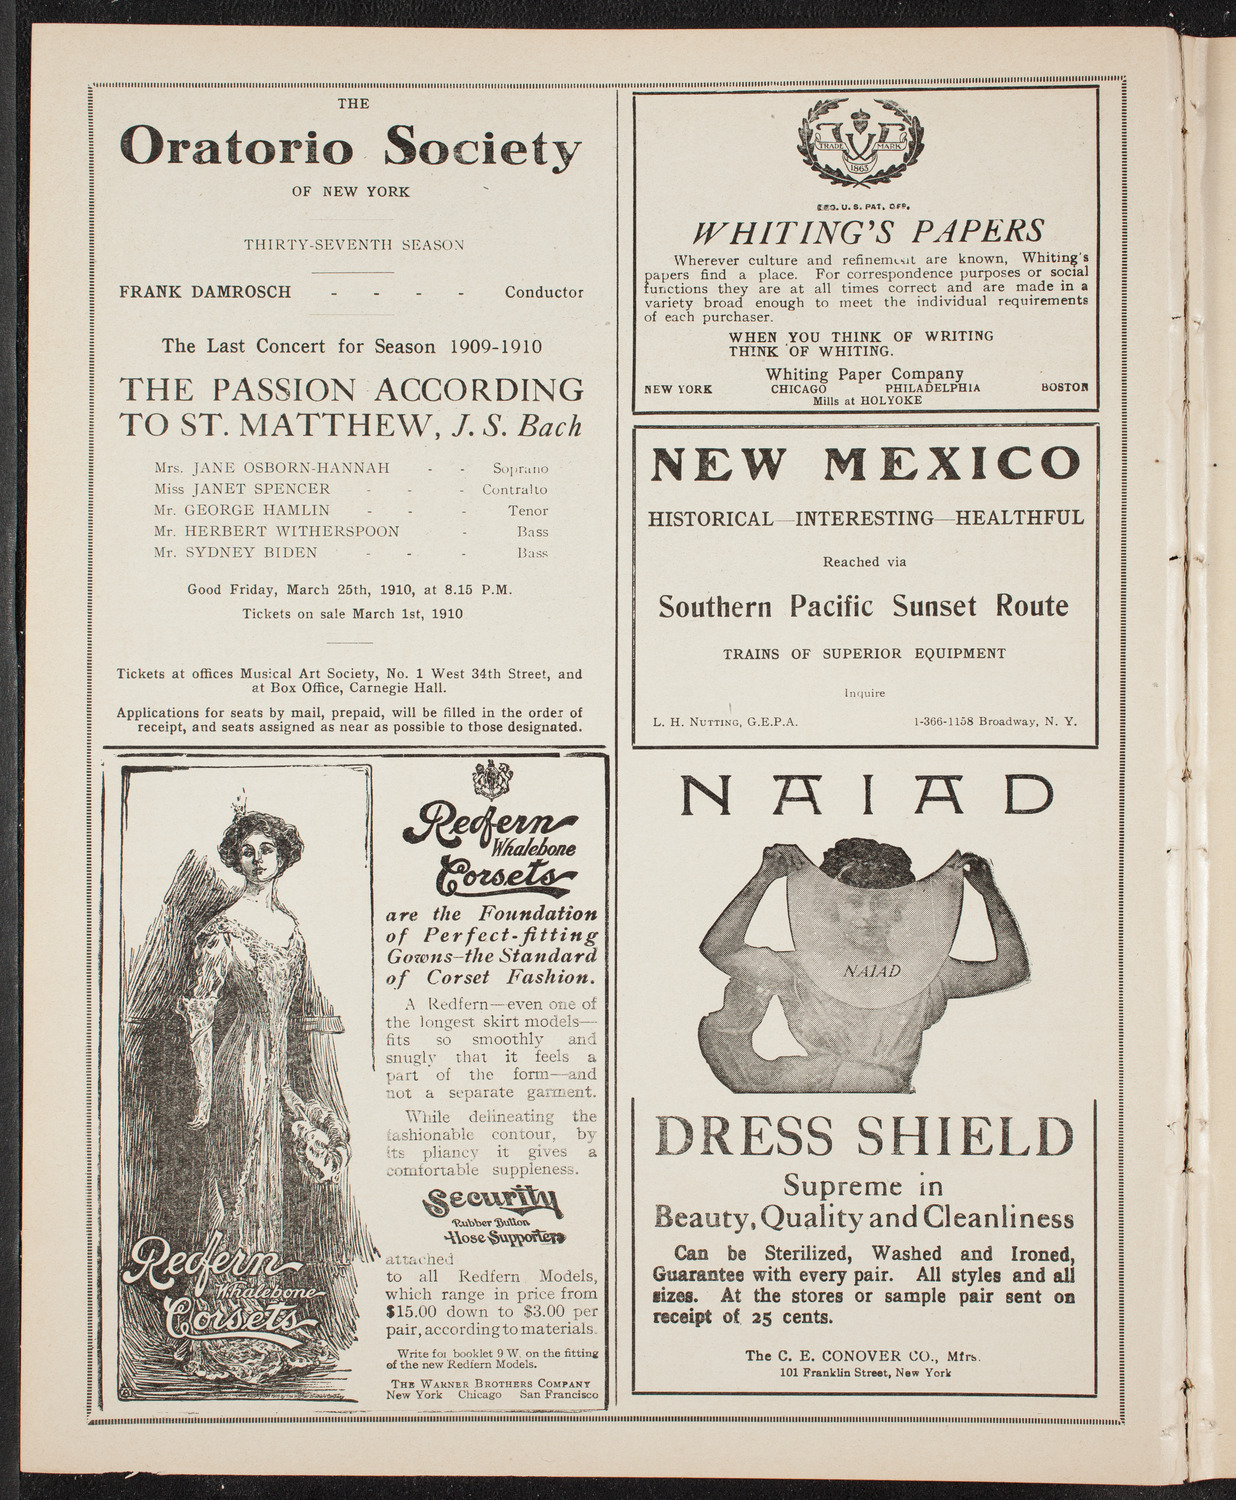 THE
Oratorio Society
OF NEW YORK
THIRTY-SEVENTH SEASON
FRANK DAMROSCH - - - - Conductor
The Last Concert for Season 1909-1910
THE PASSION ACCORDING
TO ST. MATTHEW, J. S. Bach
Mrs. JANE OSBORN-HANNAH - - Soprano
Miss JANET SPENCER - - - Contralto
Mr. GEORGE HAMLIN - - - Tenor
Mr. HERBERT WITHERSPOON - Bass
Mr. SYDNEY BIDEN - - - Bass
Good Friday, March 25th, 1910, at 8.15 P.M.
Tickets on sale March 1st, 1910
Tickets at offices Musical Art Society, No. 1 West 34th Street, and
at Box Office, Carnegie Hall.
Applications for seats by mail, prepaid, will be filled in the order of
receipt, and seats assigned as near as possible to those designated.
Redfern
Whalebone
Corsets
are the Foundation
of Perfect-fitting
Gowns—the Standard
of Corset Fashion.
A Redfern—even one of
the longest skirt models—
fits so smoothly and
snugly that it feels a
part of the form—and
not a separate garment.
While delineating the
fashionable contour, by
its pliancy it gives a
comfortable suppleness.
Security
Rubber Button
Hose Supporters
attached
to all Redfern Models,
which range in price from
$15.00 down to $3.00 per
pair, according to materials.
Write for booklet 9 W. on the fitting
of the new Redfern Models.
THE WARNER BROTHERS COMPANY
New York Chicago San Francisco
Redfern
Whalebone
Corsets
TRADE MARK
1865
REG. U. S. PAT. OFF.
WHITING'S PAPERS
Wherever culture and refinement are known, Whiting's
papers find a place. For correspondence purposes or social
functions they are at all times correct and are made in a
variety broad enough to meet the individual requirements
of each purchaser.
WHEN YOU THINK OF WRITING
THINK OF WHITING.
Whiting Paper Company
NEW YORK CHICAGO PHILADELPHIA BOSTON
Mills at HOLYOKE
NEW MEXICO
HISTORICAL—INTERESTING—HEALTHFUL
Reached via
Southern Pacific Sunset Route
TRAINS OF SUPERIOR EQUIPMENT
Inquire
L. H. NUTTING, G.E.P.A. 1-366-1158 Broadway, N. Y.
NAIAD
NAIAD
DRESS SHIELD
Supreme in
Beauty, Quality and Cleanliness
Can be Sterilized, Washed and Ironed,
Guarantee with every pair. All styles and all
sizes. At the stores or sample pair sent on
receipt of 25 cents.
The C. E. CONOVER CO., Mfrs.
101 Franklin Street, New York